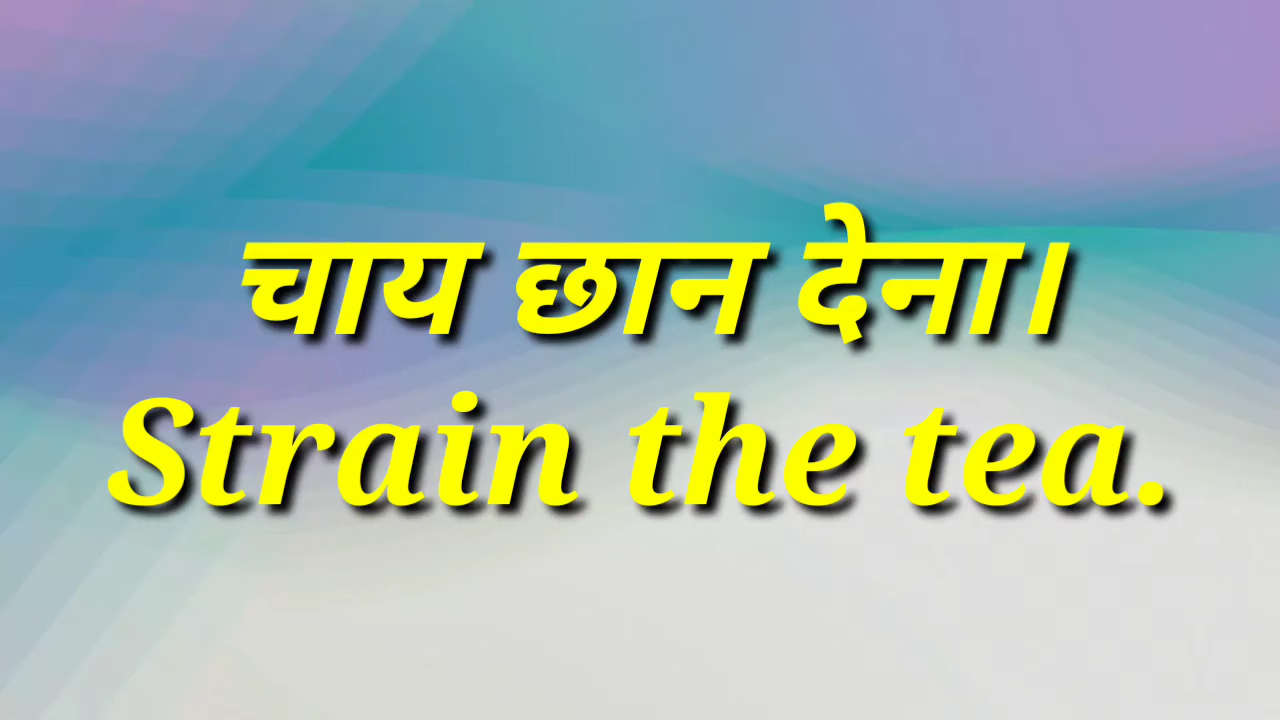 चाय छान देना।
Strain the tea.